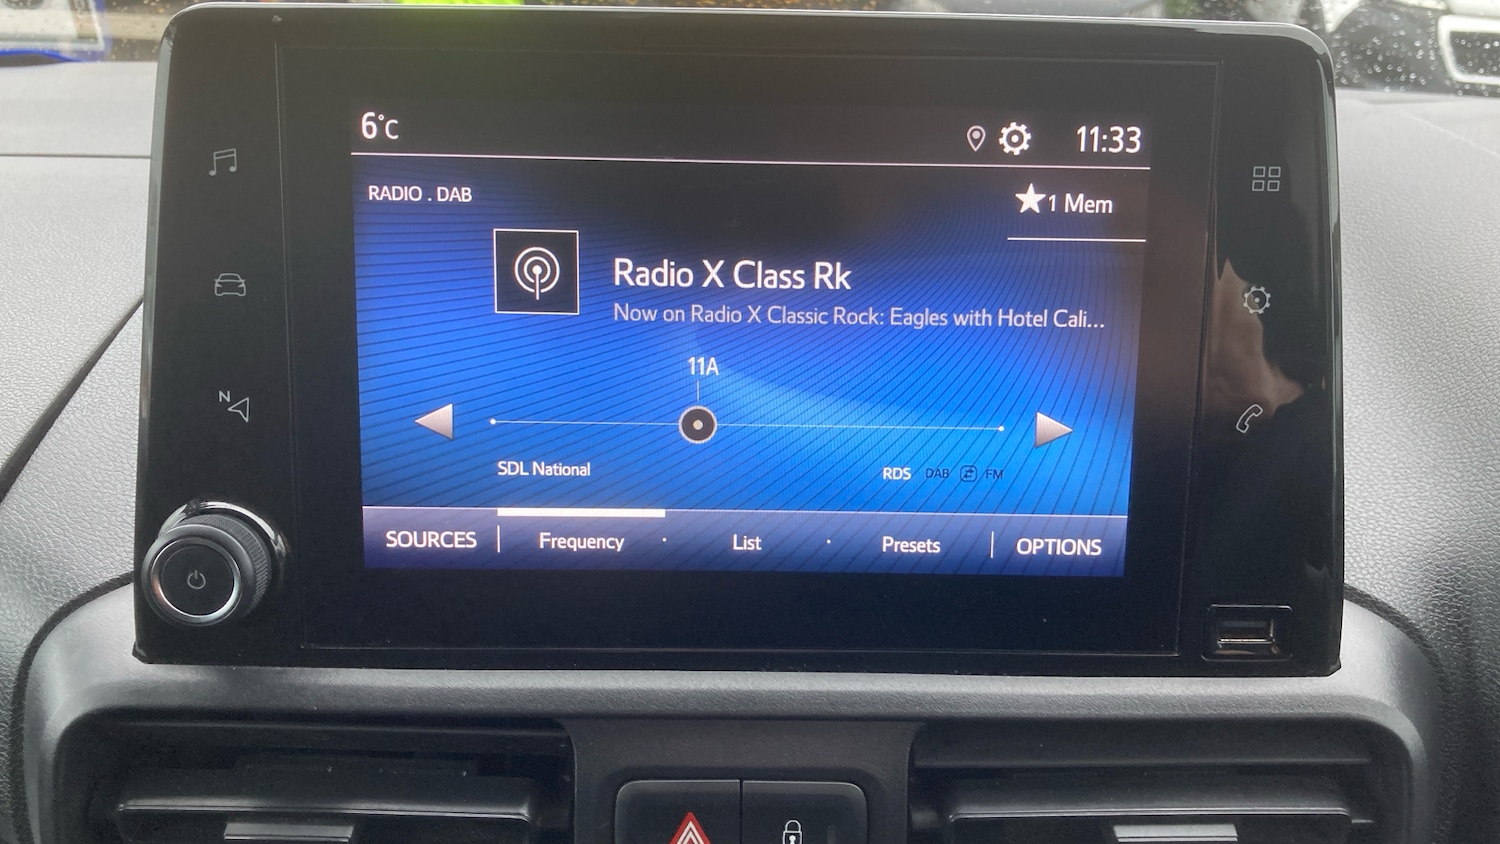 6°C
11:33
RADIO . DAB
1 Mem
Radio X Class Rk
Now on Radio X Classic Rock: Eagles with Hotel Cali...
11A
SDL National
RDS DAB FM
SOURCES Frequency · List · Presets OPTIONS
N